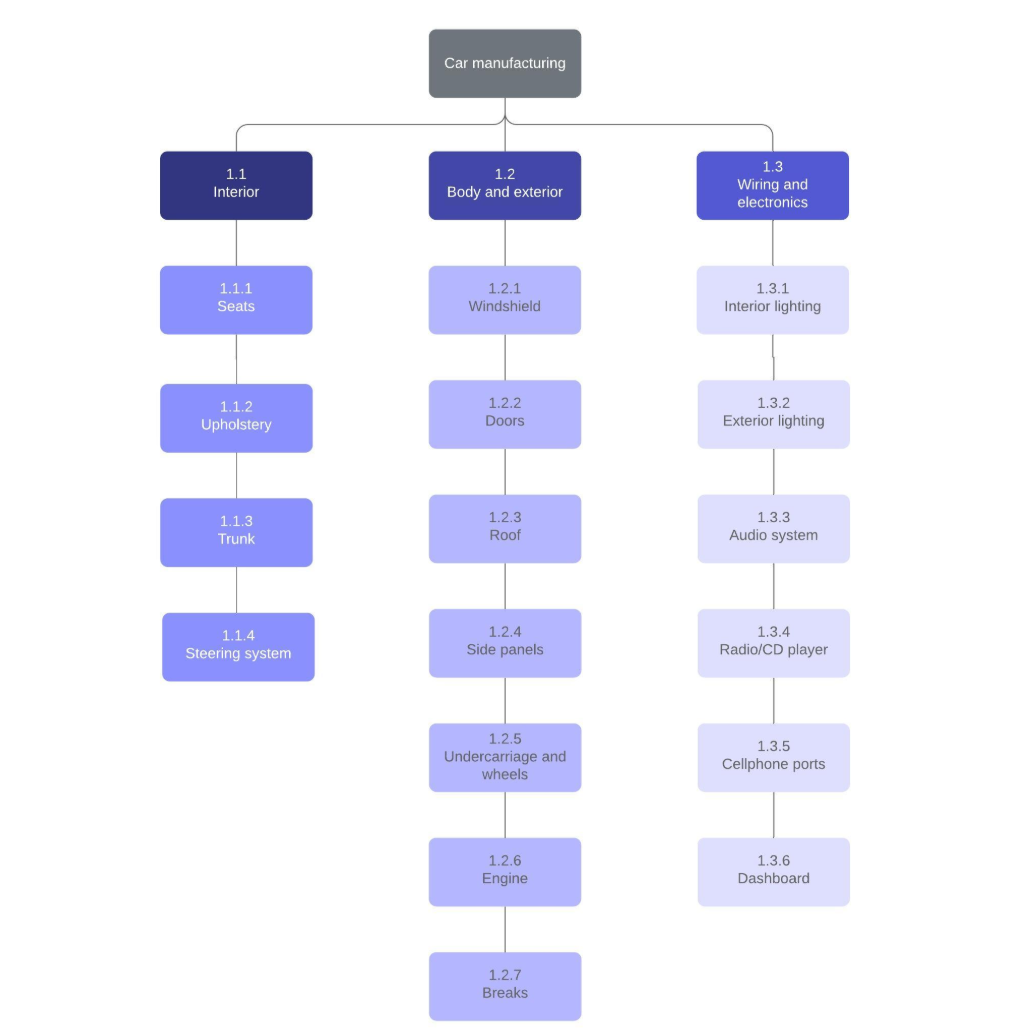 Car manufacturing
1.1
Interior
1.2
Body and exterior
1.3
Wiring and
electronics
1.1.1
Seats
1.2.1
Windshield
1.3.1
Interior lighting
1.1.2
Upholstery
1.2.2
Doors
1.3.2
Exterior lighting
1.1.3
Trunk
1.2.3
Roof
1.3.3
Audio system
1.1.4
Steering system
1.2.4
Side panels
1.3.4
Radio/CD player
1.2.5
Undercarriage and
wheels
1.3.5
Cellphone ports
1.2.6
Engine
1.3.6
Dashboard
1.2.7
Breaks